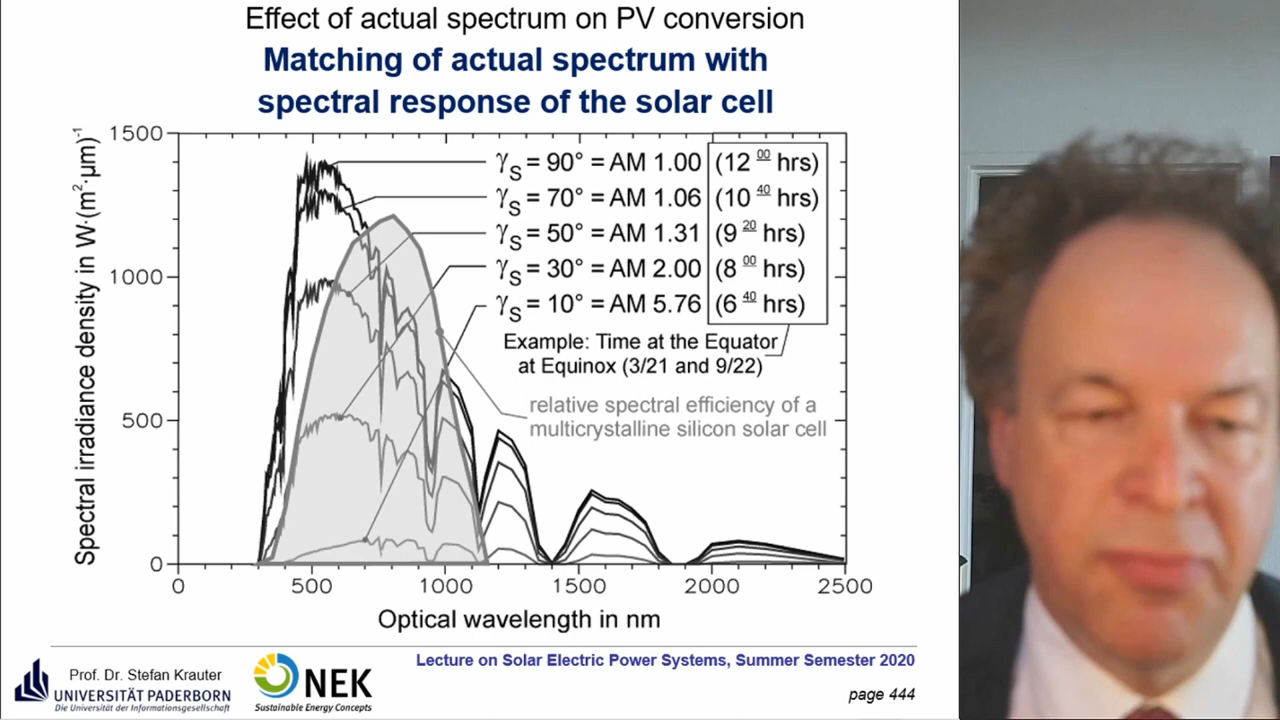 Effect of actual spectrum on PV conversion
Matching of actual spectrum with
spectral response of the solar cell
Spectral irradiance density in W·(m²·µm)⁻¹
1500
1000
500
0
γS = 90° = AM 1.00 (12 00 hrs)
γS = 70° = AM 1.06 (10 40 hrs)
γS = 50° = AM 1.31 (9 20 hrs)
γS = 30° = AM 2.00 (8 00 hrs)
γS = 10° = AM 5.76 (6 40 hrs)
Example: Time at the Equator
at Equinox (3/21 and 9/22)
relative spectral efficiency of a
multicrystalline silicon solar cell
0 500 1000 1500 2000 2500
Optical wavelength in nm
Prof. Dr. Stefan Krauter
UNIVERSITÄT PADERBORN
Die Universität der Informationsgesellschaft
NEK
Sustainable Energy Concepts
Lecture on Solar Electric Power Systems, Summer Semester 2020
page 444